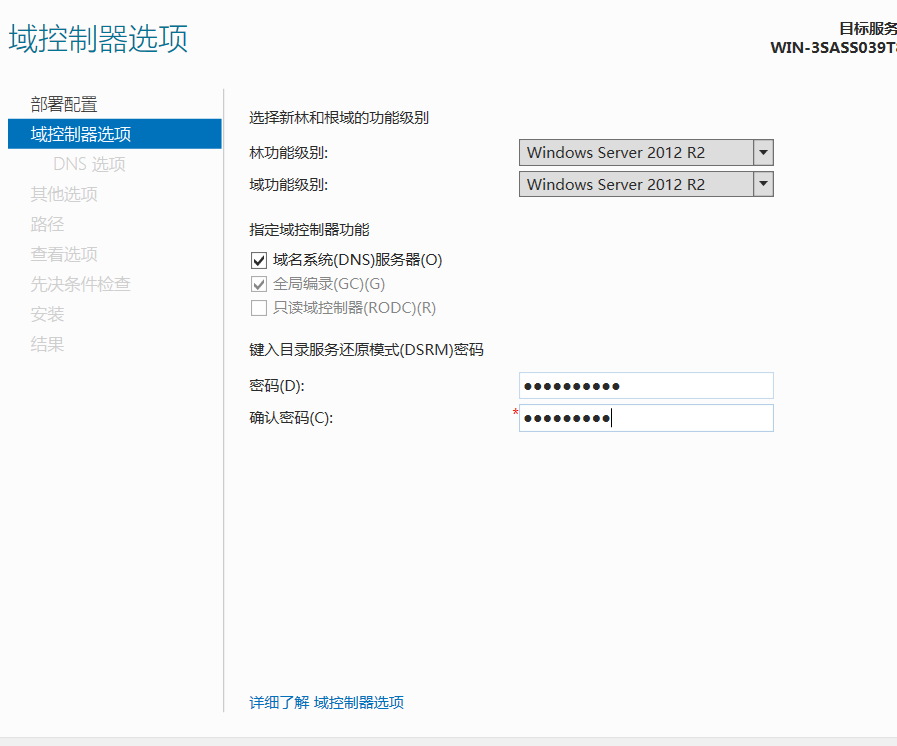 域控制器选项
目标服务
WIN-3SASS039T
部署配置
域控制器选项
DNS 选项
其他选项
路径
查看选项
先决条件检查
安装
结果
选择新林和根域的功能级别
林功能级别: Windows Server 2012 R2
域功能级别: Windows Server 2012 R2
指定域控制器功能
域名系统(DNS)服务器(O)
全局编录(GC)(G)
只读域控制器(RODC)(R)
键入目录服务还原模式(DSRM)密码
密码(D): ●●●●●●●●●●
确认密码(C): *●●●●●●●●●
详细了解 域控制器选项